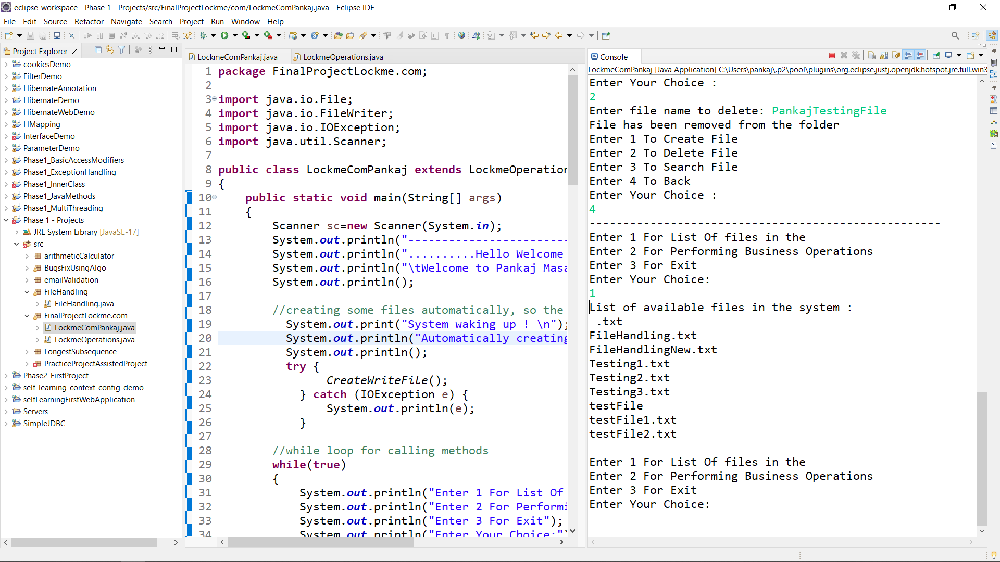 eclipse-workspace - Phase 1 - Projects/src/FinalProjectLockme/com/LockmeComPankaj.java - Eclipse IDE
File Edit Source Refactor Navigate Search Project Run Window Help
Project Explorer
cookiesDemo
FilterDemo
HibernateAnnotation
HibernateDemo
HibernateWebDemo
HMapping
InterfaceDemo
ParameterDemo
Phase1_BasicAccessModifiers
Phase1_ExceptionHandling
Phase1_InnerClass
Phase1_JavaMethods
Phase1_MultiThreading
Phase 1 - Projects
JRE System Library [JavaSE-17]
src
arithmeticCalculator
BugsFixUsingAlgo
emailValidation
FileHandling
FileHandling.java
FinalProjectLockme.com
LockmeComPankaj.java
LockmeOperations.java
LongestSubsequence
PracticeProjectAssistedProject
Phase2_FirstProject
self_learning_context_config_demo
selfLearningFirstWebApplication
Servers
SimpleJDBC
LockmeComPankaj.java
LockmeOperations.java
1 package FinalProjectLockme.com;
2
3 import java.io.File;
4 import java.io.FileWriter;
5 import java.io.IOException;
6 import java.util.Scanner;
7
8 public class LockmeComPankaj extends LockmeOperation
9 {
10 public static void main(String[] args)
11 {
12 Scanner sc=new Scanner(System.in);
13 System.out.println("------------------------
14 System.out.println("..........Hello Welcome
15 System.out.println("\tWelcome to Pankaj Masa
16 System.out.println();
17
18 //creating some files automatically, so the
19 System.out.print("System waking up ! \n");
20 System.out.println("Automatically creating
21 System.out.println();
22 try {
23 CreateWriteFile();
24 } catch (IOException e) {
25 System.out.println(e);
26 }
27
28 //while loop for calling methods
29 while(true)
30 {
31 System.out.println("Enter 1 For List Of
32 System.out.println("Enter 2 For Performi
33 System.out.println("Enter 3 For Exit");
34 System.out.println("Enter Your Choice:")
Console
LockmeComPankaj [Java Application] C:\Users\pankaj\.p2\pool\plugins\org.eclipse.justj.openjdk.hotspot.jre.full.win3
Enter Your Choice :
2
Enter file name to delete: PankajTestingFile
File has been removed from the folder
Enter 1 To Create File
Enter 2 To Delete File
Enter 3 To Search File
Enter 4 To Back
Enter Your Choice :
4
----------------------------------------------------
Enter 1 For List Of files in the
Enter 2 For Performing Business Operations
Enter 3 For Exit
Enter Your Choice:
1
List of available files in the system :
.txt
FileHandling.txt
FileHandlingNew.txt
Testing1.txt
Testing2.txt
Testing3.txt
testFile
testFile1.txt
testFile2.txt
Enter 1 For List Of files in the
Enter 2 For Performing Business Operations
Enter 3 For Exit
Enter Your Choice: